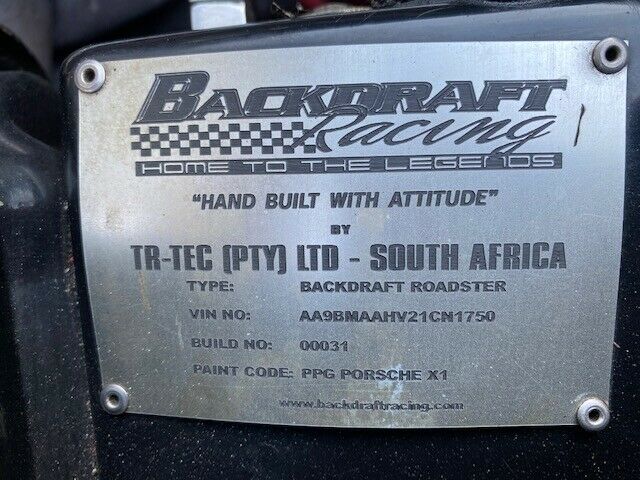 BACKDRAFT
Racing
HOME TO THE LEGENDS
"HAND BUILT WITH ATTITUDE"
BY
TR-TEC (PTY) LTD - SOUTH AFRICA
TYPE: BACKDRAFT ROADSTER
VIN NO: AA9BMAAHV21CN1750
BUILD NO: 00031
PAINT CODE: PPG PORSCHE X1
www.backdraftracing.com